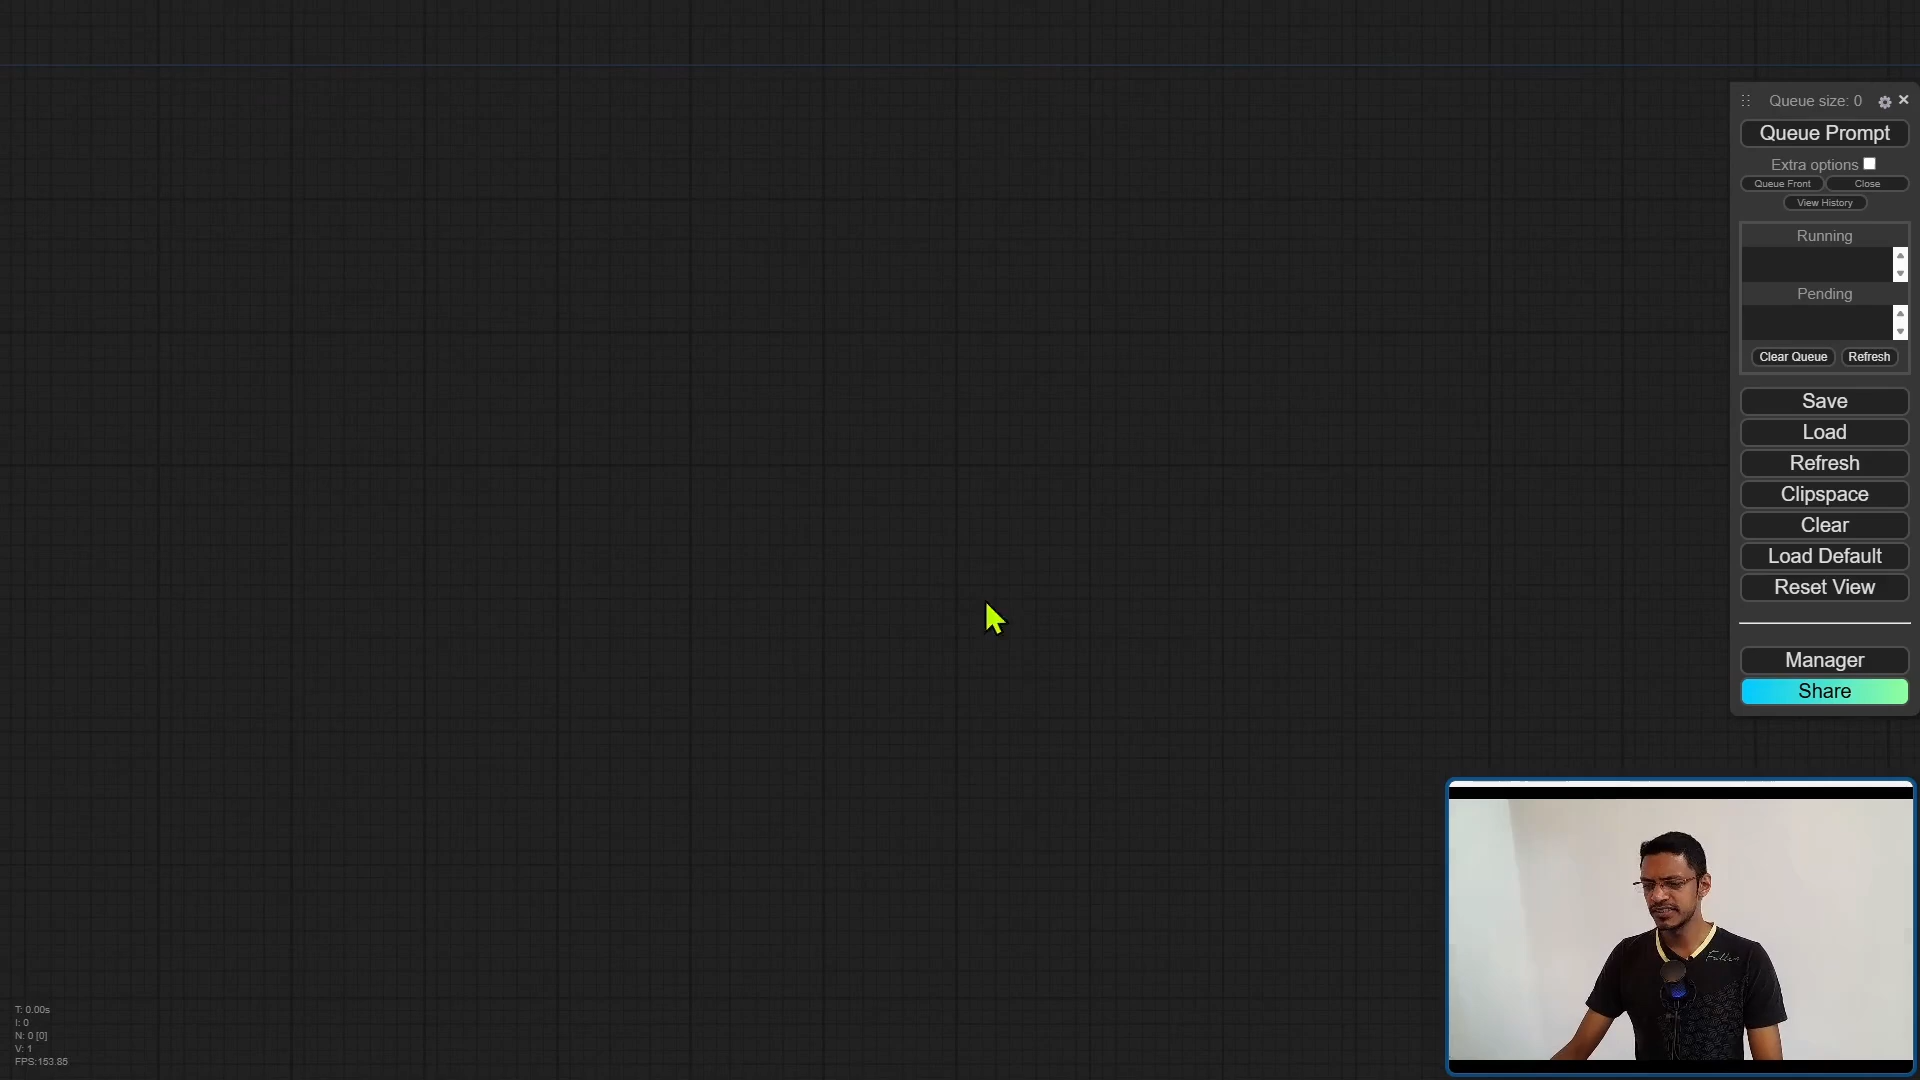 Queue size: 0
Queue Prompt
Extra options
Queue Front
Close
View History
Running
Pending
Clear Queue
Refresh
Save
Load
Refresh
Clipspace
Clear
Load Default
Reset View
Manager
Share
T: 0.00s
I: 0
N: 0 [0]
V: 1
FPS:153.85